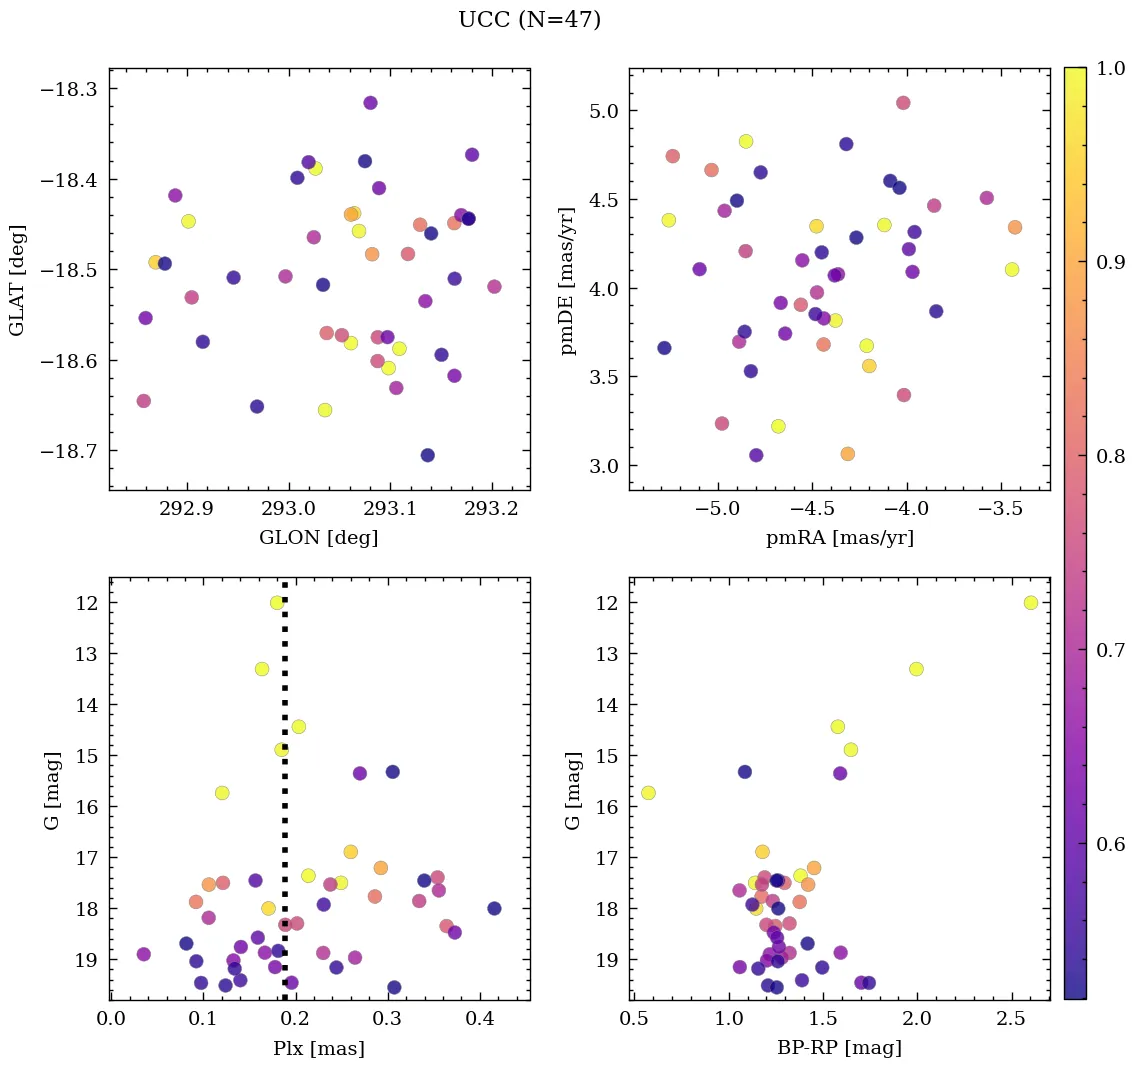 UCC (N=47)
−18.3
−18.4
−18.5
−18.6
−18.7
GLAT [deg]
292.9 293.0 293.1 293.2
GLON [deg]
5.0
4.5
4.0
3.5
3.0
pmDE [mas/yr]
−5.0 −4.5 −4.0 −3.5
pmRA [mas/yr]
12
13
14
15
16
17
18
19
G [mag]
0.0 0.1 0.2 0.3 0.4
Plx [mas]
12
13
14
15
16
17
18
19
G [mag]
0.5 1.0 1.5 2.0 2.5
BP-RP [mag]
1.0
0.9
0.8
0.7
0.6